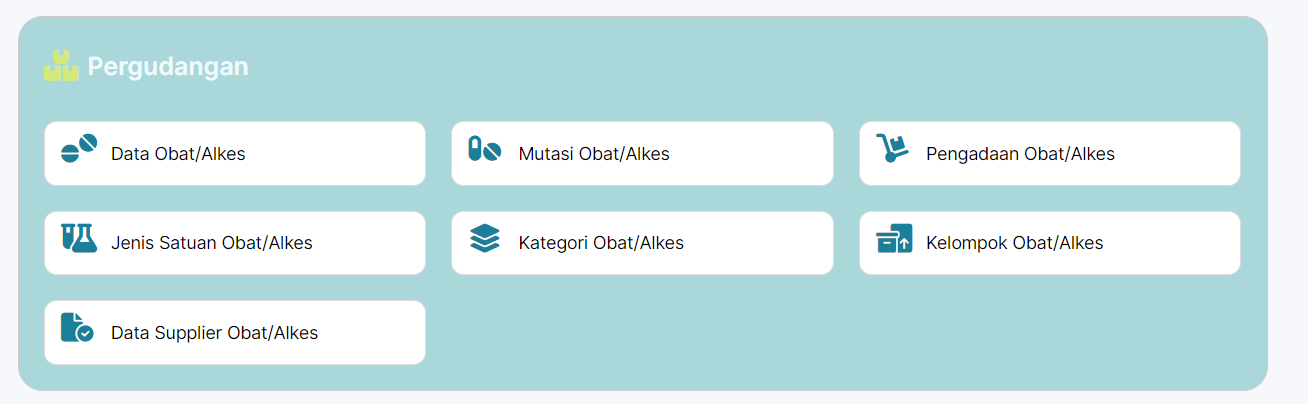 Pergudangan
Data Obat/Alkes
Mutasi Obat/Alkes
Pengadaan Obat/Alkes
Jenis Satuan Obat/Alkes
Kategori Obat/Alkes
Kelompok Obat/Alkes
Data Supplier Obat/Alkes